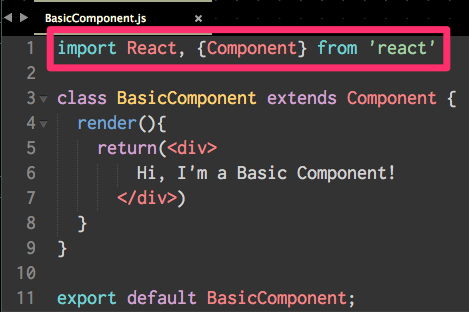 BasicComponent.js
1 import React, {Component} from 'react'
2
3 class BasicComponent extends Component {
4 render(){
5 return(<div>
6 Hi, I'm a Basic Component!
7 </div>)
8 }
9 }
10
11 export default BasicComponent;